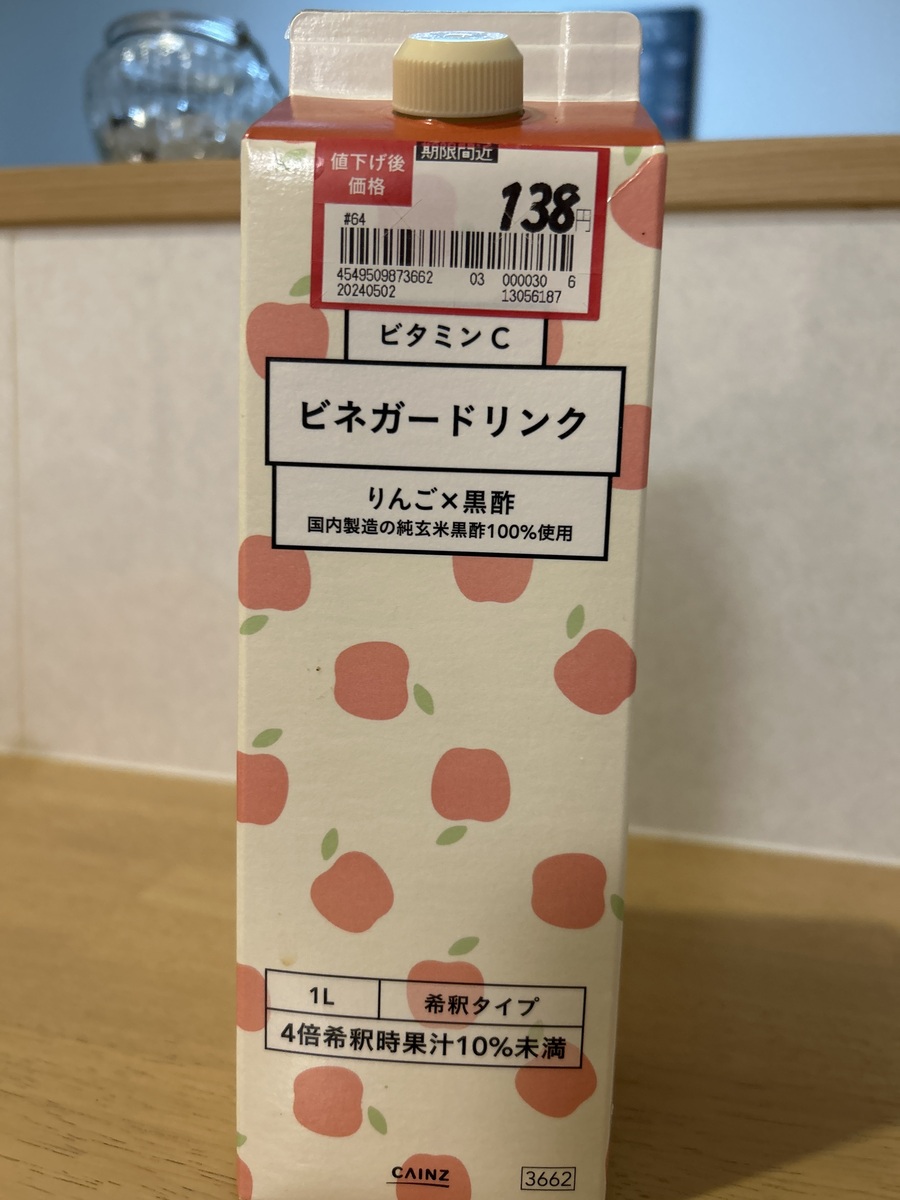 期限間近
値下げ後
価格
138円
#64
4549509873662 03 000030 6
20240502 13056187
ビタミンC
ビネガードリンク
りんご×黒酢
国内製造の純玄米黒酢100%使用
1L 希釈タイプ
4倍希釈時果汁10%未満
CAINZ 3662